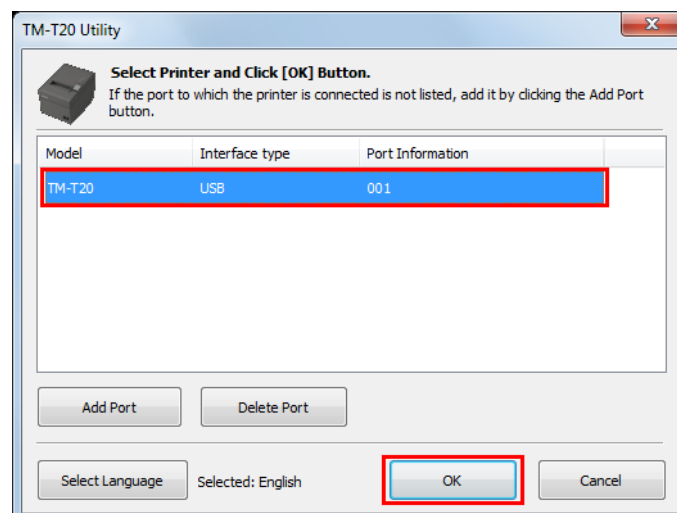 TM-T20 Utility
Select Printer and Click [OK] Button.
If the port to which the printer is connected is not listed, add it by clicking the Add Port
button.
Model Interface type Port Information
TM-T20 USB 001
Add Port Delete Port
Select Language Selected: English OK Cancel